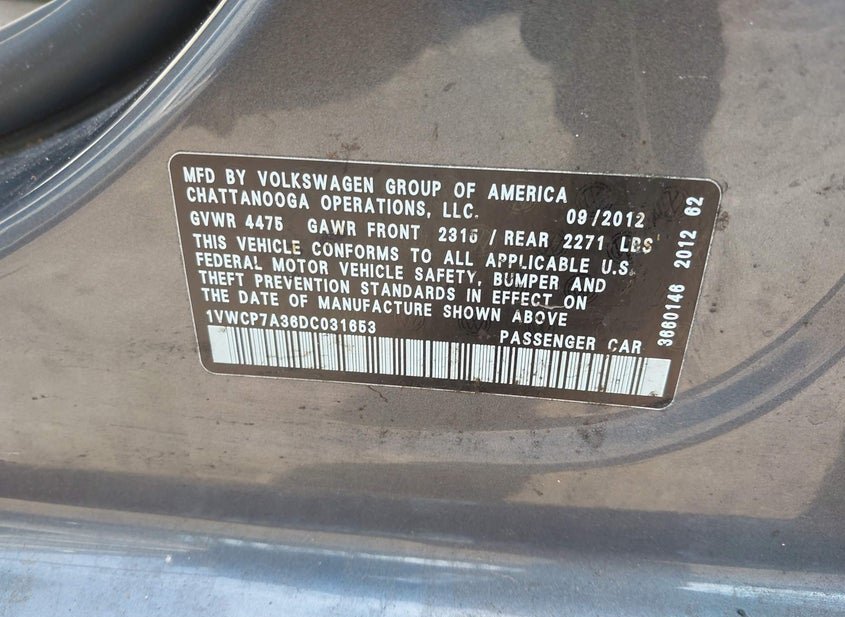 MFD BY VOLKSWAGEN GROUP OF AMERICA
CHATTANOOGA OPERATIONS, LLC. 09/2012
GVWR 4475 GAWR FRONT 2315 / REAR 2271 LBS
THIS VEHICLE CONFORMS TO ALL APPLICABLE U.S.
FEDERAL MOTOR VEHICLE SAFETY, BUMPER AND
THEFT PREVENTION STANDARDS IN EFFECT ON
THE DATE OF MANUFACTURE SHOWN ABOVE
1VWCP7A36DC031653
PASSENGER CAR
3660146 2012 62